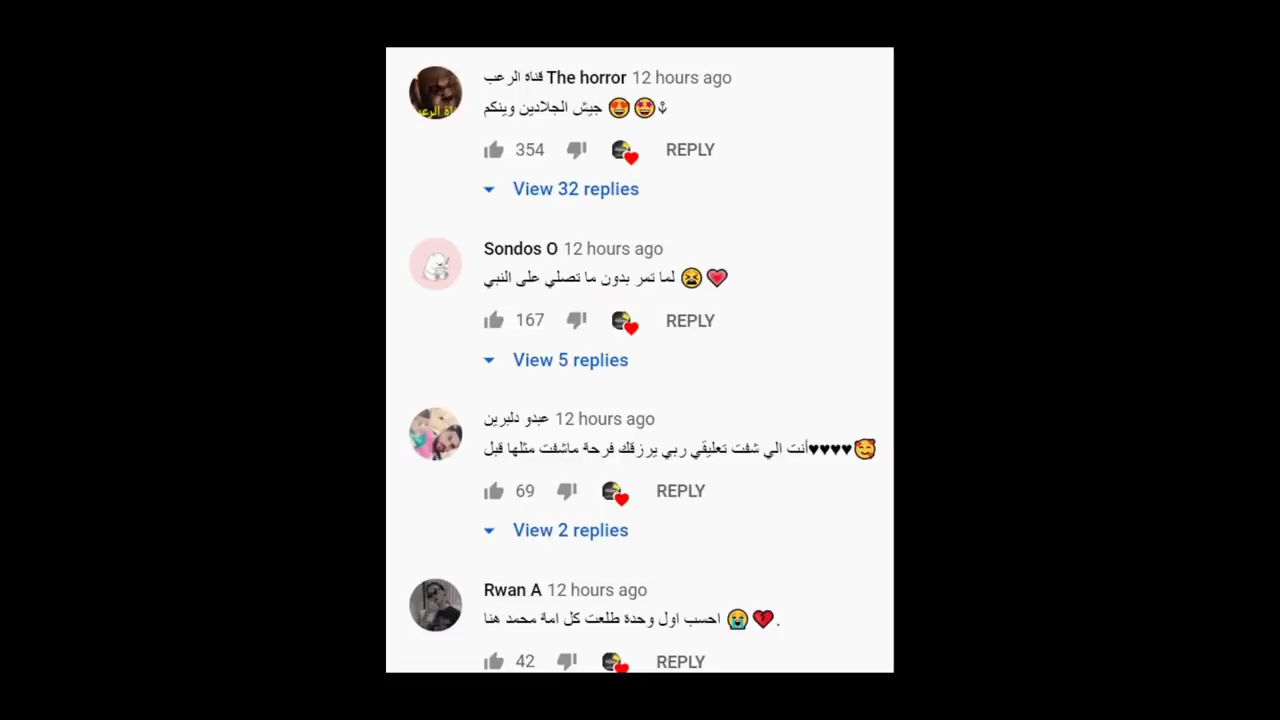 قناة الرعب The horror 12 hours ago
جيش الجلادين وينكم 😍🤩⚓
354 REPLY
View 32 replies
Sondos O 12 hours ago
لما تمر بدون ما تصلي على النبي 😫💗
167 REPLY
View 5 replies
عبدو دلبرين 12 hours ago
أنت الي شفت تعليقي ربي يرزقك فرحة ماشفت مثلها قبل♥♥♥♥🥰
69 REPLY
View 2 replies
Rwan A 12 hours ago
احسب اول وحدة طلعت كل امة محمد هنا 😭💔.
42 REPLY